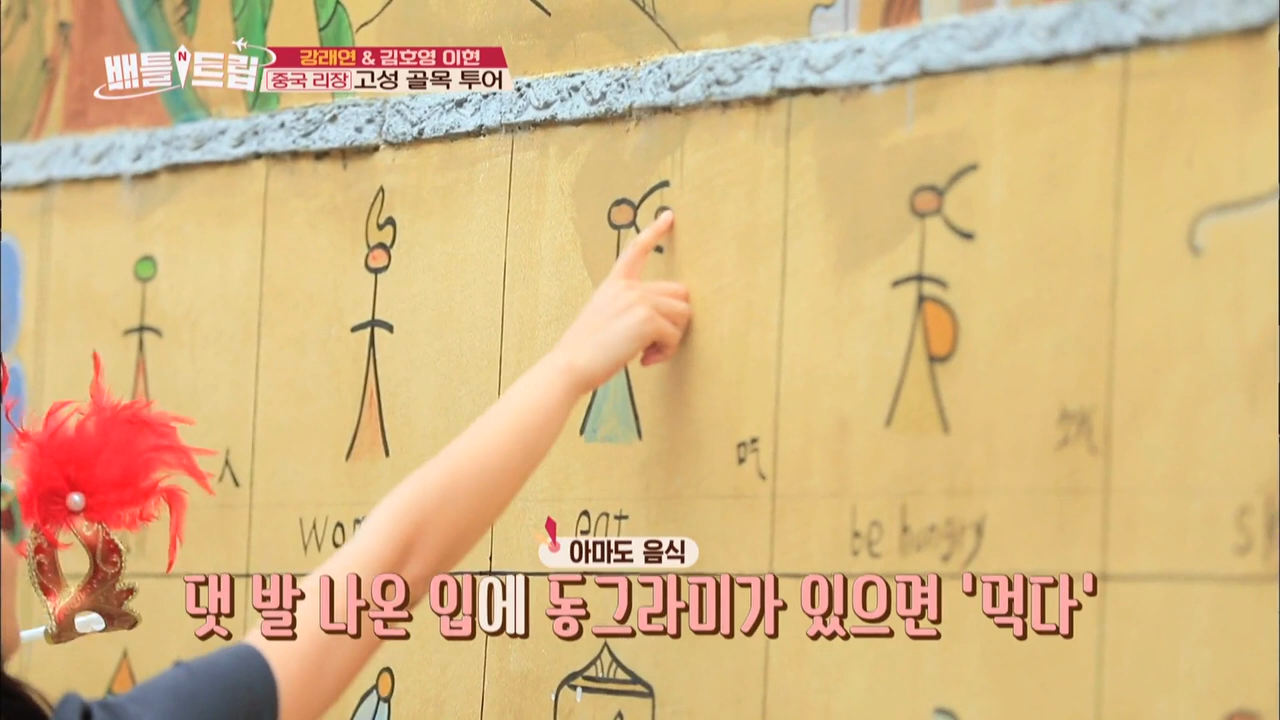 배틀트립
강래연 & 김호영 이현
중국 리장 고성 골목 투어
人
吃
eat
be hungry
아마도 음식
댓 발 나온 입에 동그라미가 있으면 '먹다'